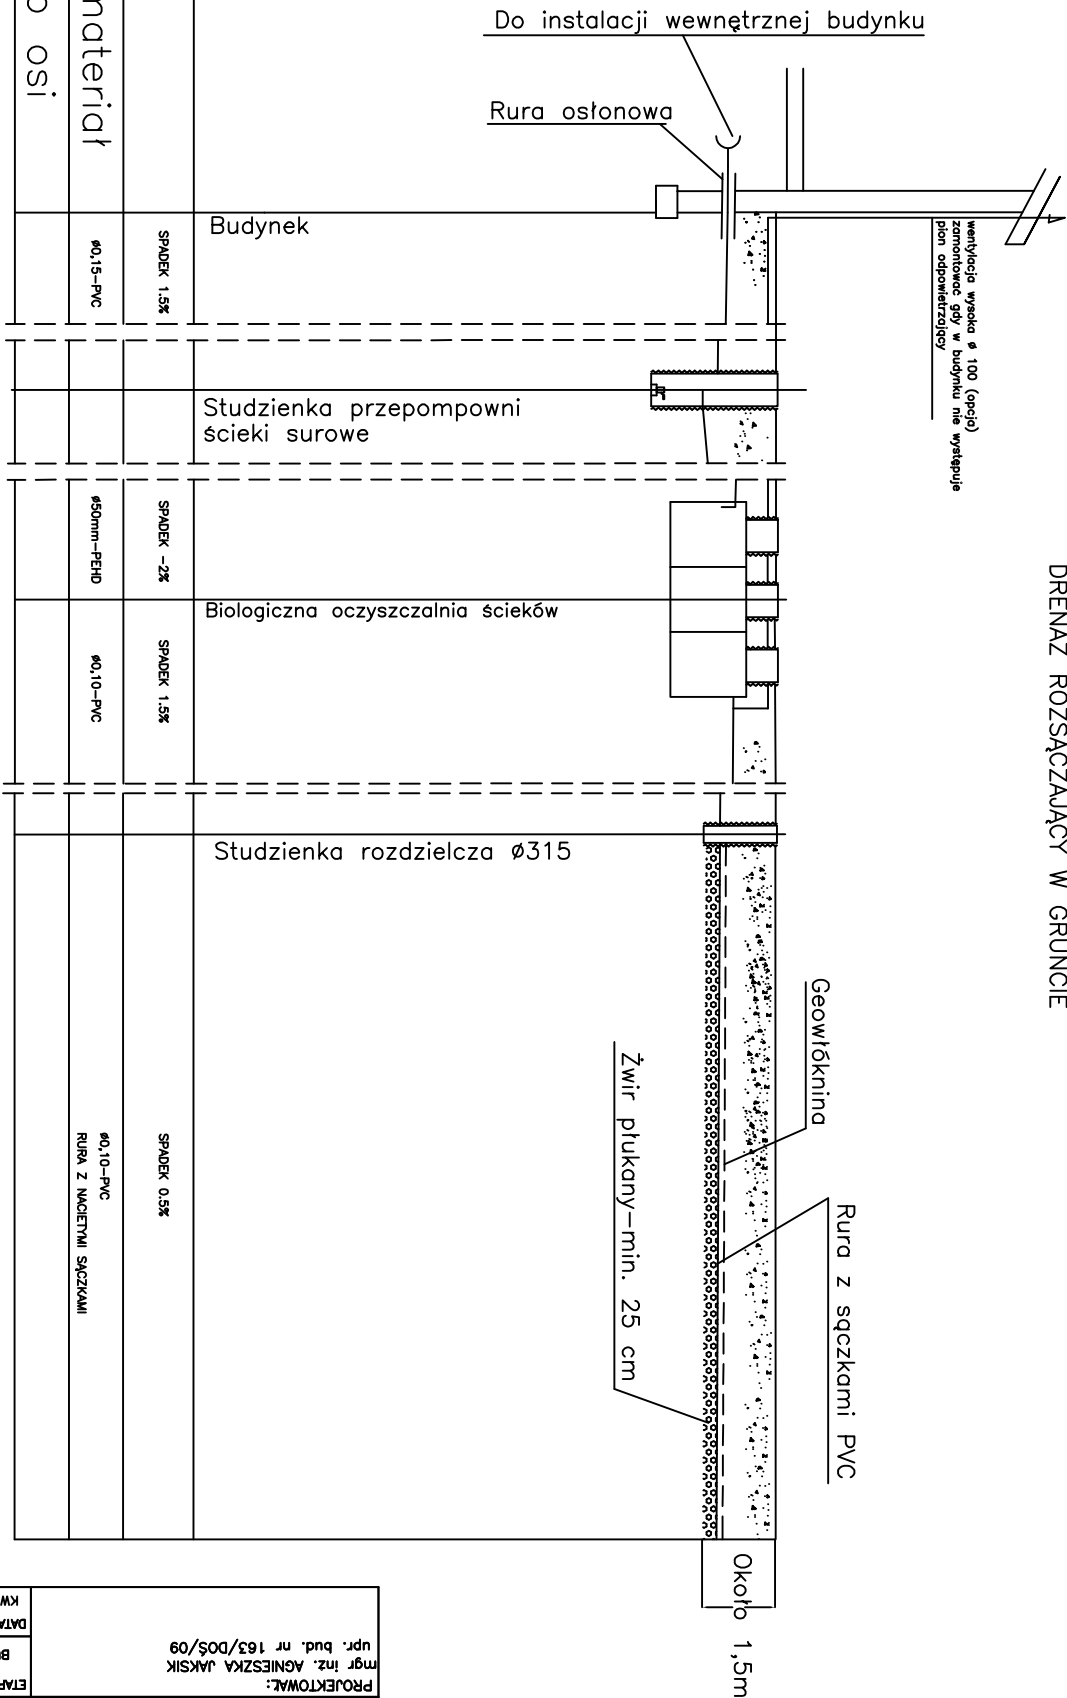 Do instalacji wewnętrznej budynku
Rura osłonowa
wentylacja wysoka ø 100 (opcja)
zamontować gdy w budynku nie występuje
pion odpowietrzający
DRENAŻ ROZSĄCZAJĄCY W GRUNCIE
materiał
o osi
Budynek
SPADEK 1.5%
ø0,15-PVC
Studzienka przepompowni
ścieki surowe
SPADEK -2%
ø50mm-PEHD
Biologiczna oczyszczalnia ścieków
SPADEK 1.5%
ø0,10-PVC
Studzienka rozdzielcza ø315
Geowłóknina
Żwir płukany-min. 25 cm
Rura z sączkami PVC
SPADEK 0.5%
ø0,10-PVC
RURA Z NACIETYMI SĄCZKAMI
Około 1,5m
PROJEKTOWAŁ:
mgr inż. AGNIESZKA JAKSIK
upr. bud. nr 163/DOŚ/09
ETAP
DATA
KW